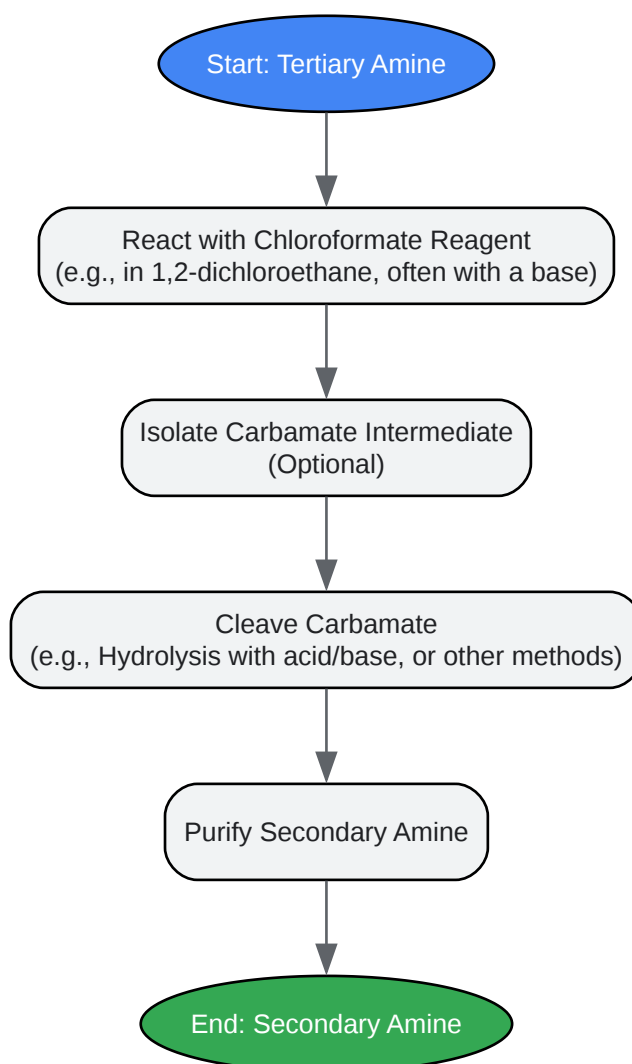 Start: Tertiary Amine
React with Chloroformate Reagent
(e.g., in 1,2-dichloroethane, often with a base)
Isolate Carbamate Intermediate
(Optional)
Cleave Carbamate
(e.g., Hydrolysis with acid/base, or other methods)
Purify Secondary Amine
End: Secondary Amine